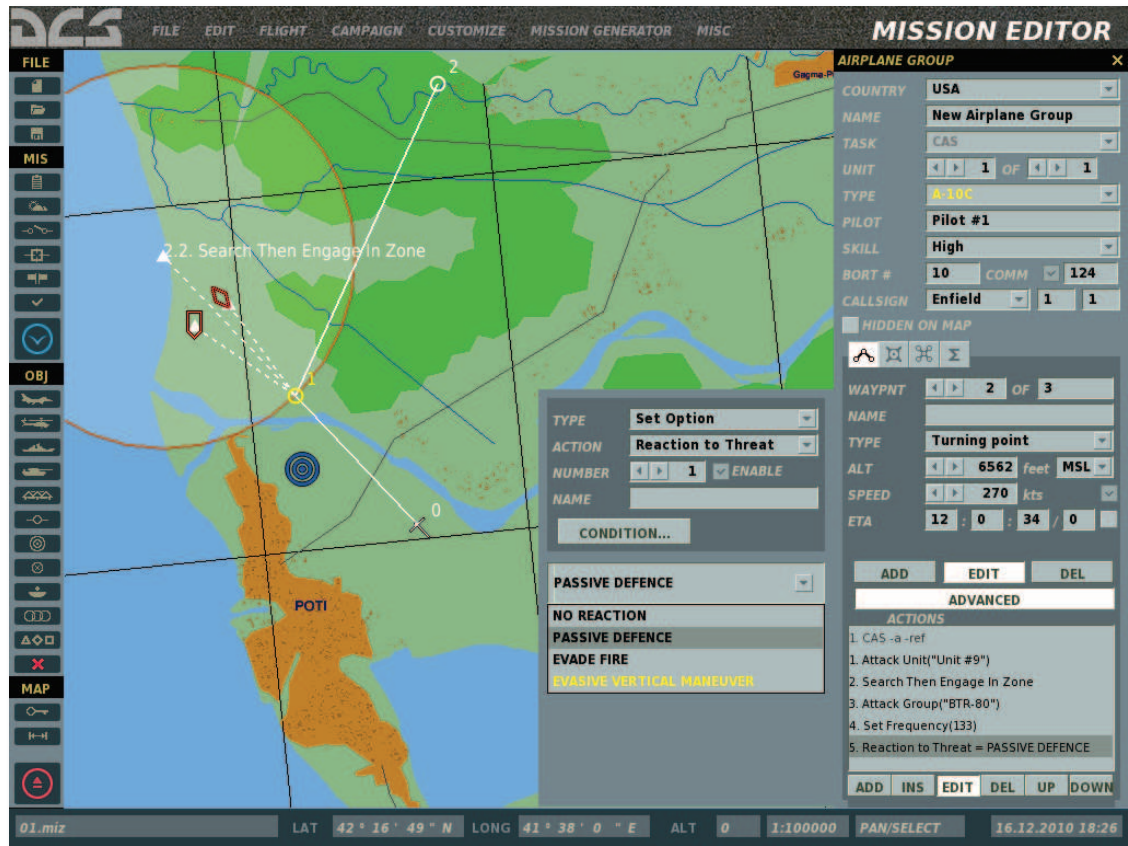 DCS FILE EDIT FLIGHT CAMPAIGN CUSTOMIZE MISSION GENERATOR MISC MISSION EDITOR
FILE
MIS
OBJ
MAP
2
2.2. Search Then Engage In Zone
1
0
POTI
TYPE Set Option
ACTION Reaction to Threat
NUMBER 1 ENABLE
NAME
CONDITION...
PASSIVE DEFENCE
NO REACTION
PASSIVE DEFENCE
EVADE FIRE
EVASIVE VERTICAL MANEUVER
AIRPLANE GROUP X
COUNTRY USA
NAME New Airplane Group
TASK CAS
UNIT 1 OF 1
TYPE A-10C
PILOT Pilot #1
SKILL High
BORT # 10 COMM 124
CALLSIGN Enfield 1 1
HIDDEN ON MAP
Σ
WAYPNT 2 OF 3
NAME
TYPE Turning point
ALT 6562 feet MSL
SPEED 270 kts
ETA 12 : 0 : 34 / 0
ADD EDIT DEL
ADVANCED
ACTIONS
1. CAS -a -ref
1. Attack Unit("Unit #9")
2. Search Then Engage In Zone
3. Attack Group("BTR-80")
4. Set Frequency(133)
5. Reaction to Threat = PASSIVE DEFENCE
ADD INS EDIT DEL UP DOWN
01.miz LAT 42 ° 16 ' 49 " N LONG 41 ° 38 ' 0 " E ALT 0 1:100000 PAN/SELECT 16.12.2010 18:26